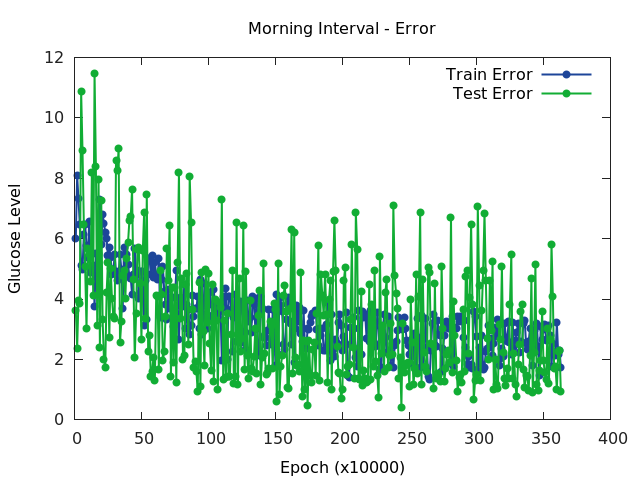 Morning Interval - Error
Train Error
Test Error
Glucose Level
12
10
8
6
4
2
0
0 50 100 150 200 250 300 350 400
Epoch (x10000)